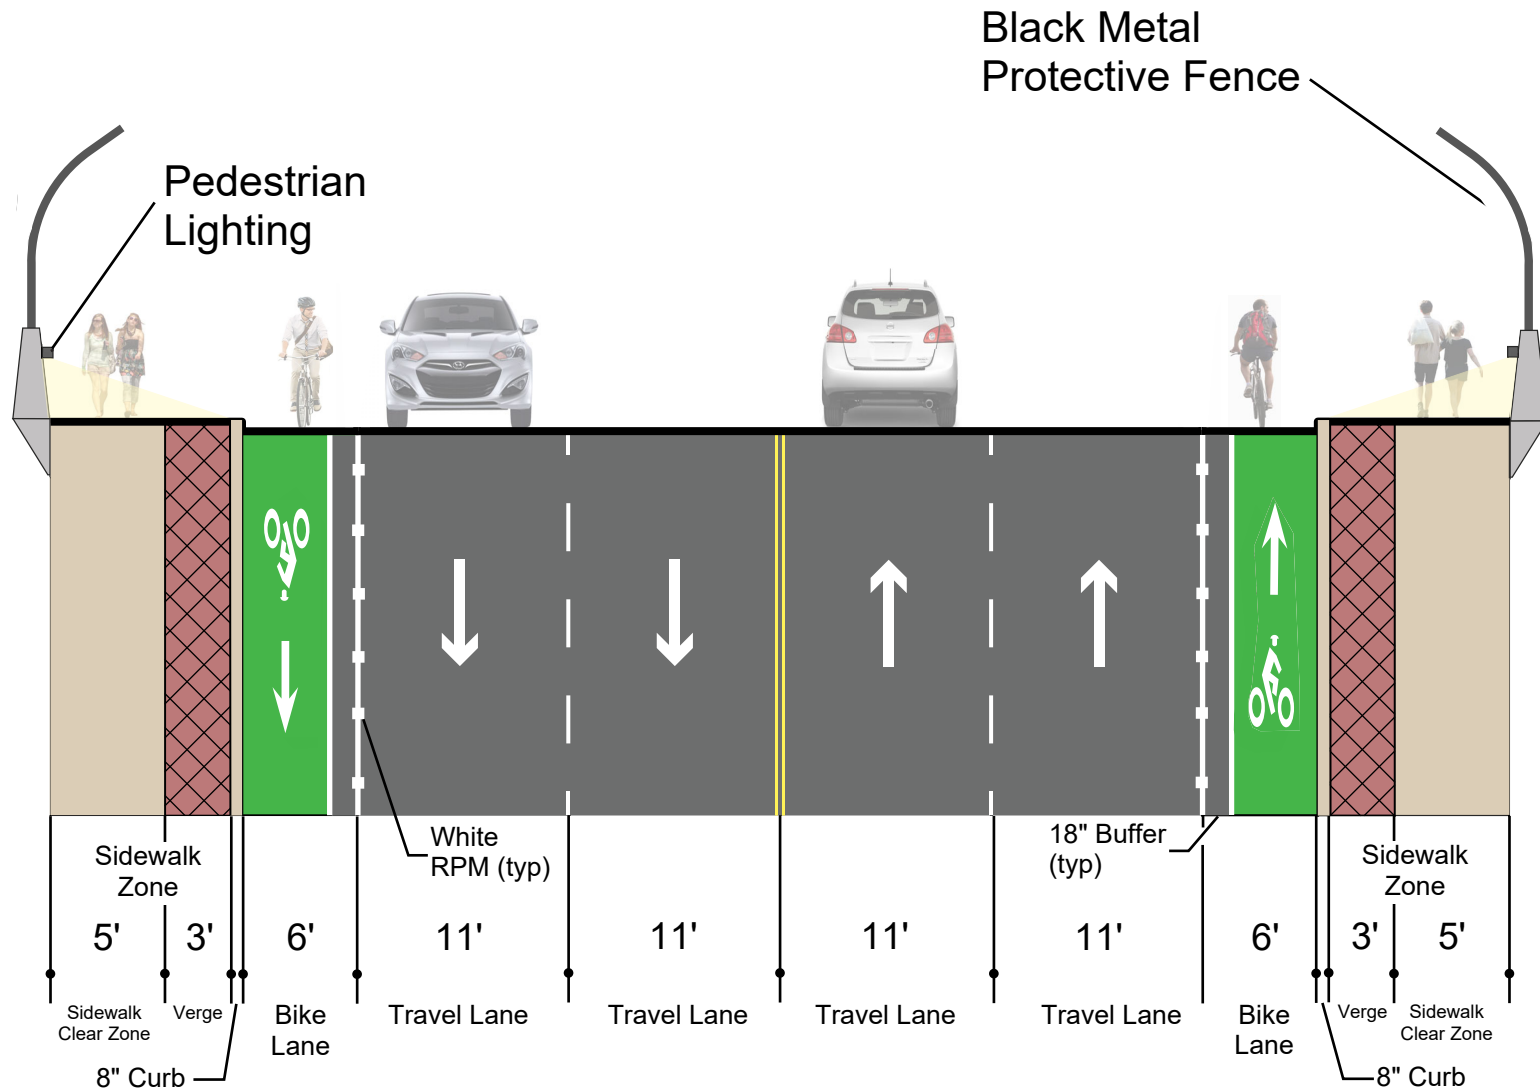 Black Metal
Protective Fence
Pedestrian
Lighting
White
RPM (typ)
18" Buffer
(typ)
Sidewalk
Zone
Sidewalk
Zone
5'
3'
6'
11'
11'
11'
11'
6'
3'
5'
Sidewalk
Clear Zone
Verge
Bike
Lane
Travel Lane
Travel Lane
Travel Lane
Travel Lane
Bike
Lane
Verge
Sidewalk
Clear Zone
8" Curb
8" Curb